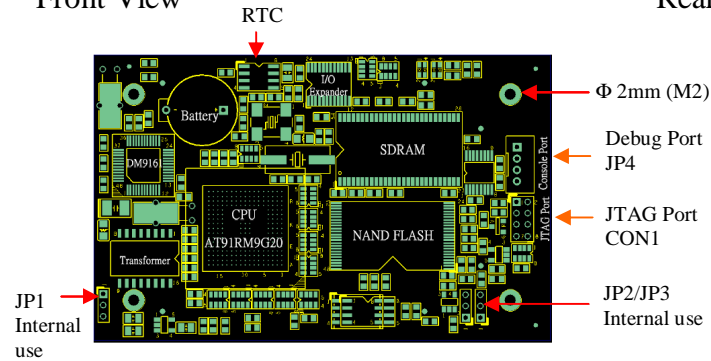 Front View
Rear
RTC
I/O
Expander
Battery
Φ 2mm (M2)
SDRAM
Debug Port
JP4
Console Port
DM9161
CPU
AT91RM9G20
NAND FLASH
JTAG Port
JTAG Port
CON1
Transformer
JP1
Internal
use
JP2/JP3
Internal use